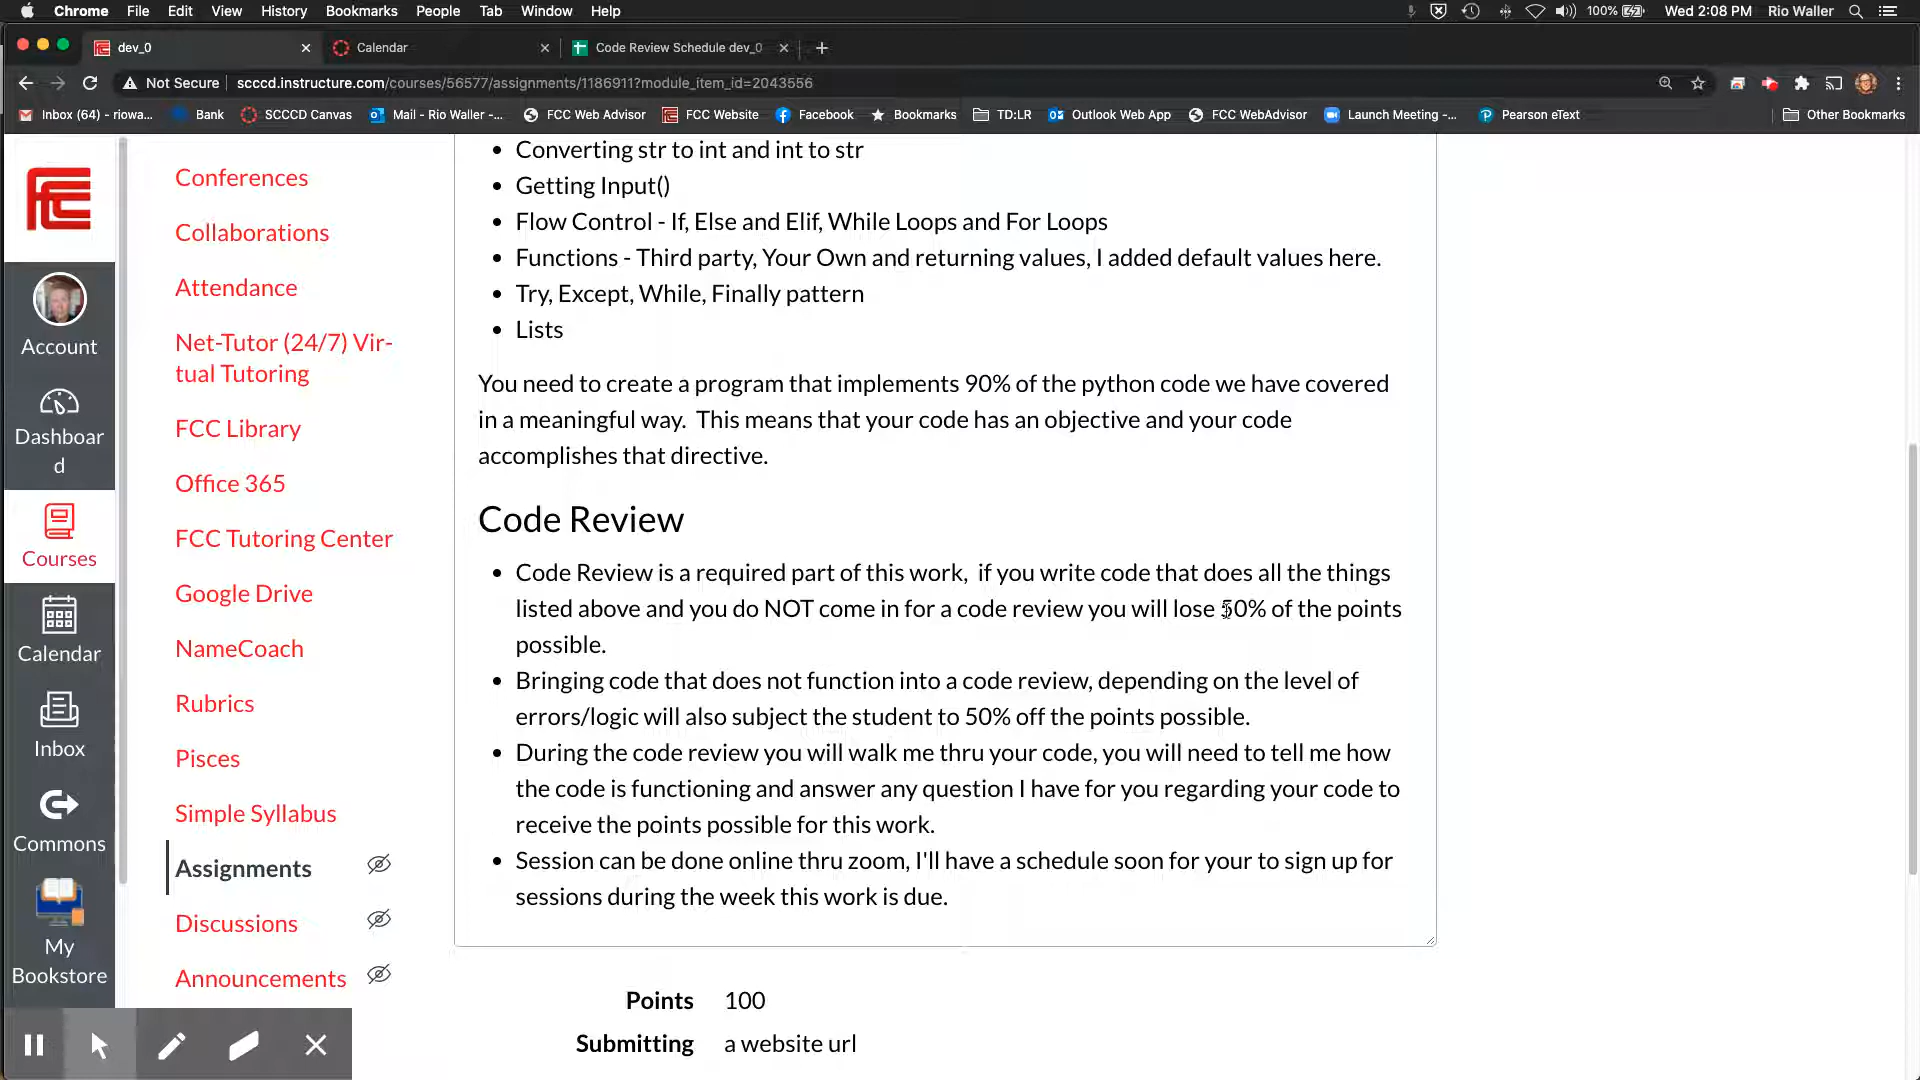 Chrome File Edit View History Bookmarks People Tab Window Help 100% Wed 2:08 PM Rio Waller
dev_0 Calendar Code Review Schedule dev_0
Not Secure scccd.instructure.com/courses/56577/assignments/1186911?module_item_id=2043556
Inbox (64) - riowa... Bank SCCCD Canvas Mail - Rio Waller -... FCC Web Advisor FCC Website Facebook Bookmarks TD:LR Outlook Web App FCC WebAdvisor Launch Meeting -... Pearson eText Other Bookmarks
Account
Dashboar
d
Courses
Calendar
Inbox
Commons
My
Bookstore
Conferences
Collaborations
Attendance
Net-Tutor (24/7) Vir-
tual Tutoring
FCC Library
Office 365
FCC Tutoring Center
Google Drive
NameCoach
Rubrics
Pisces
Simple Syllabus
Assignments
Discussions
Announcements
• Converting str to int and int to str
• Getting Input()
• Flow Control - If, Else and Elif, While Loops and For Loops
• Functions - Third party, Your Own and returning values, I added default values here.
• Try, Except, While, Finally pattern
• Lists
You need to create a program that implements 90% of the python code we have covered
in a meaningful way.  This means that your code has an objective and your code
accomplishes that directive.
Code Review
• Code Review is a required part of this work,  if you write code that does all the things
listed above and you do NOT come in for a code review you will lose 50% of the points
possible.
• Bringing code that does not function into a code review, depending on the level of
errors/logic will also subject the student to 50% off the points possible.
• During the code review you will walk me thru your code, you will need to tell me how
the code is functioning and answer any question I have for you regarding your code to
receive the points possible for this work.
• Session can be done online thru zoom, I'll have a schedule soon for your to sign up for
sessions during the week this work is due.
Points 100
Submitting a website url